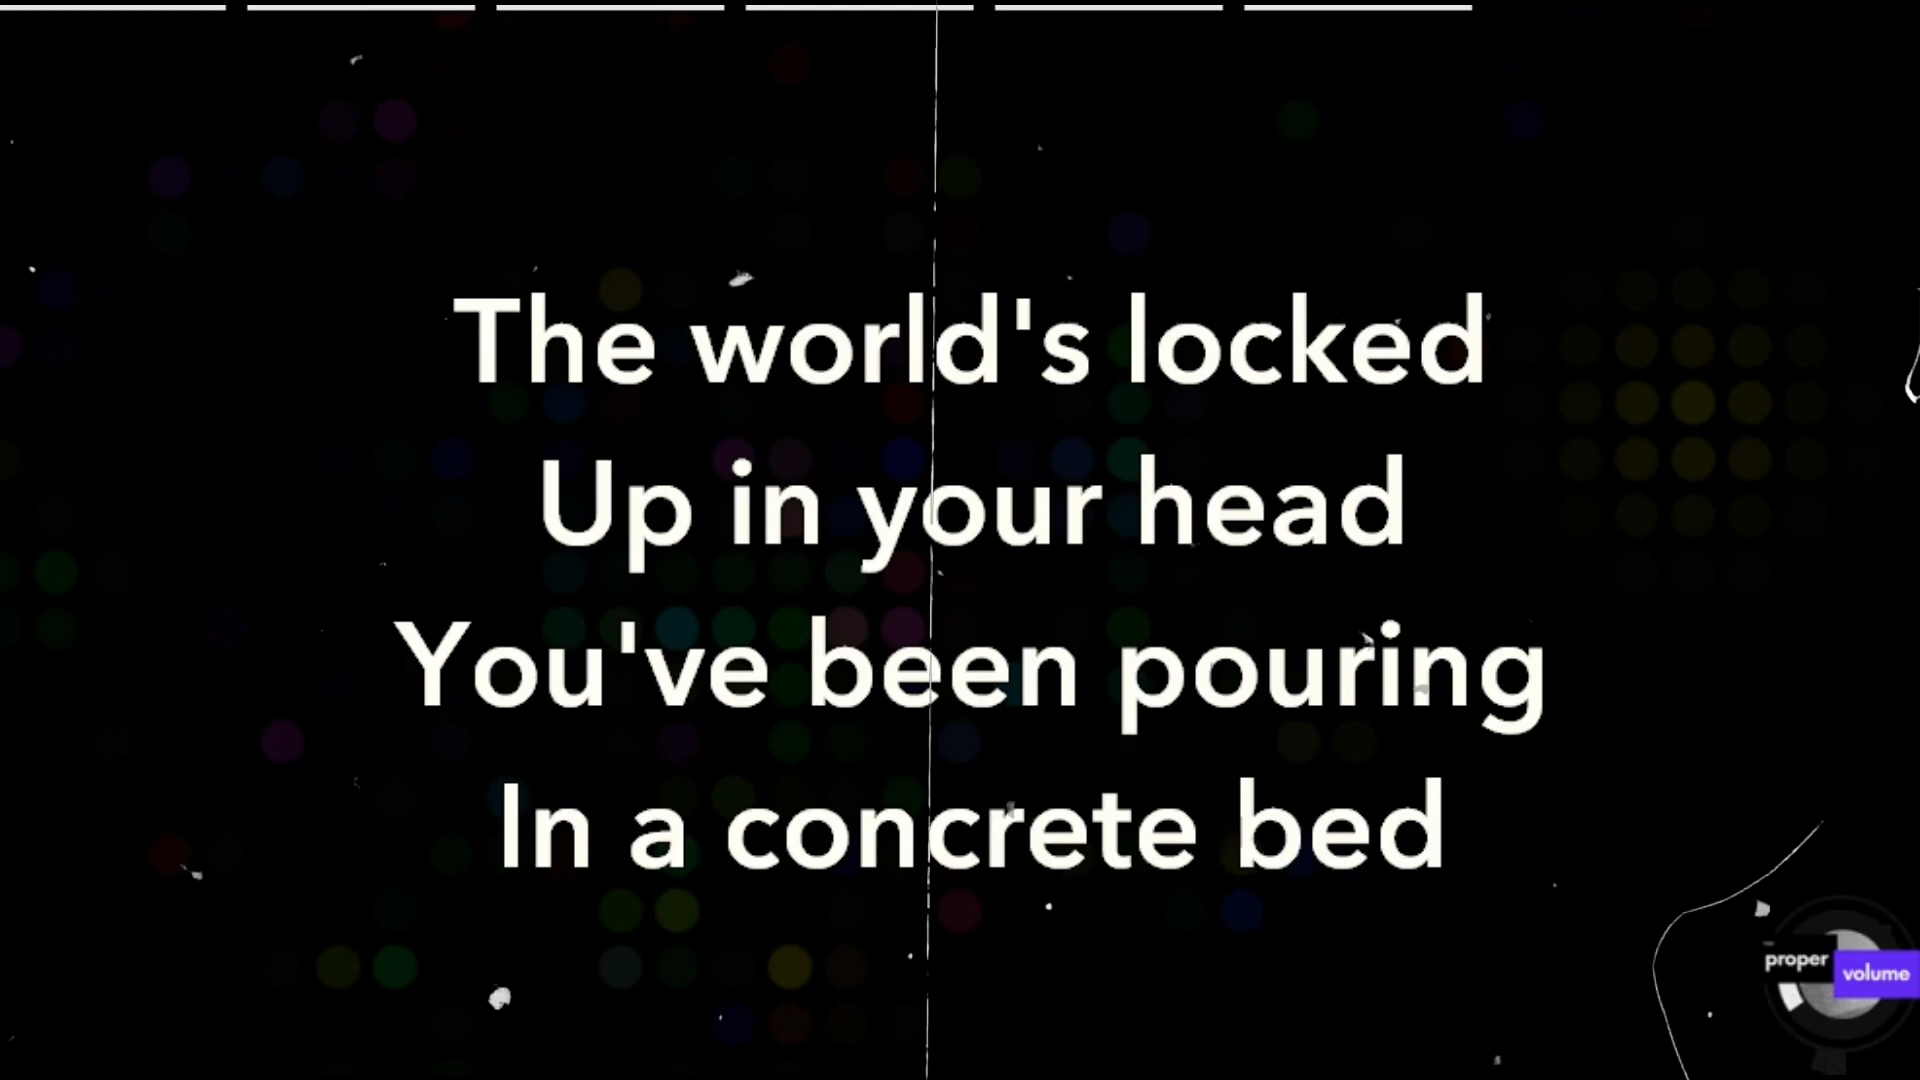 The world's locked
Up in your head
You've been pouring
In a concrete bed
proper
volume